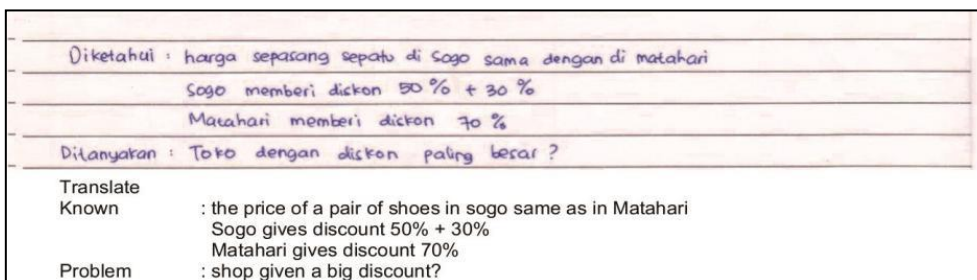 Diketahui : harga sepasang sepatu di Sogo sama dengan di matahari
Sogo memberi diskon 50 % + 30 %
Matahari memberi diskon 70 %
Ditanyakan : Toko dengan diskon paling besar ?
Translate
Known : the price of a pair of shoes in sogo same as in Matahari
Sogo gives discount 50% + 30%
Matahari gives discount 70%
Problem : shop given a big discount?